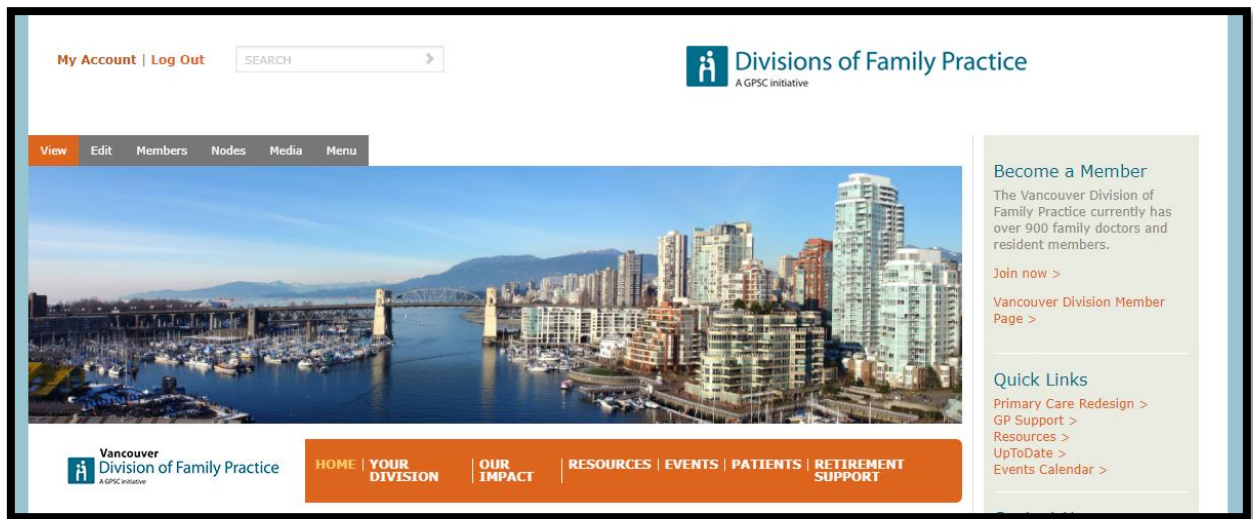 My Account | Log Out
SEARCH
Divisions of Family Practice
A GPSC initiative
View Edit Members Nodes Media Menu
Become a Member
The Vancouver Division of
Family Practice currently has
over 900 family doctors and
resident members.
Join now >
Vancouver Division Member
Page >
Quick Links
Primary Care Redesign >
GP Support >
Resources >
UpToDate >
Events Calendar >
Vancouver
Division of Family Practice
A GPSC initiative
HOME | YOUR DIVISION | OUR IMPACT | RESOURCES | EVENTS | PATIENTS | RETIREMENT SUPPORT